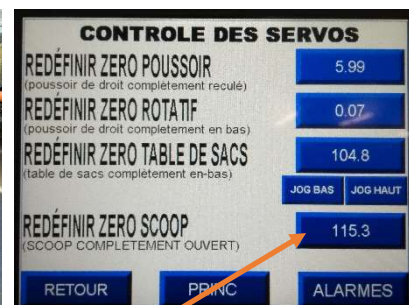 CONTROLE DES SERVOS
REDÉFINIR ZERO POUSSOIR 5.99
(poussoir de droit complètement reculé)
REDÉFINIR ZERO ROTATIF 0.07
(poussoir de droit completement en bas)
REDÉFINIR ZERO TABLE DE SACS 104.8
(table de sacs complètement en-bas)
JOG BAS JOG HAUT
REDÉFINIR ZERO SCOOP 115.3
(SCOOP COMPLETEMENT OUVERT)
RETOUR PRINC ALARMES